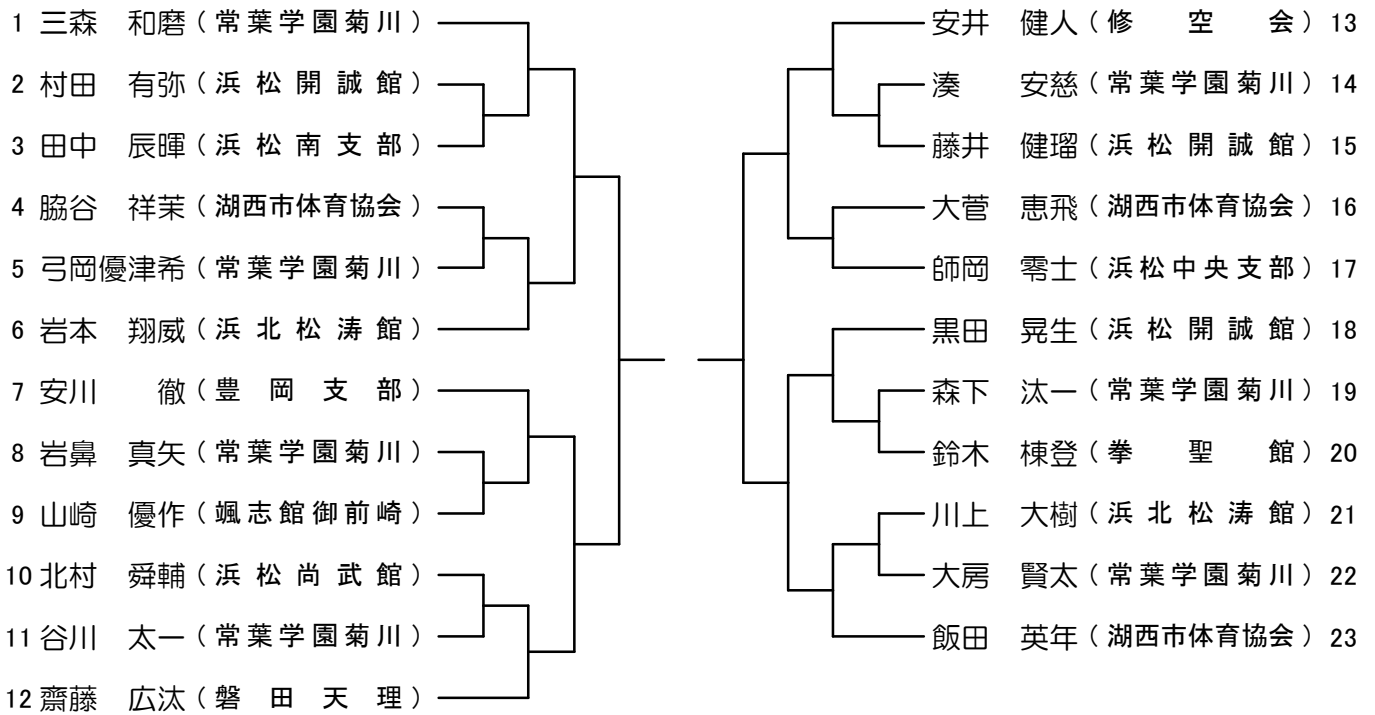 1 三森　和磨（常葉学園菊川）
2 村田　有弥（浜松開誠館）
3 田中　辰暉（浜松南支部）
4 脇谷　祥茉（湖西市体育協会）
5 弓岡優津希（常葉学園菊川）
6 岩本　翔威（浜北松涛館）
7 安川　　徹（豊岡支部）
8 岩鼻　真矢（常葉学園菊川）
9 山崎　優作（颯志館御前崎）
10 北村　舜輔（浜松尚武館）
11 谷川　太一（常葉学園菊川）
12 齋藤　広汰（磐田天理）
安井　健人（修空会）13
湊　　安慈（常葉学園菊川）14
藤井　健瑠（浜松開誠館）15
大菅　恵飛（湖西市体育協会）16
師岡　零士（浜松中央支部）17
黒田　晃生（浜松開誠館）18
森下　汰一（常葉学園菊川）19
鈴木　棟登（拳聖館）20
川上　大樹（浜北松涛館）21
大房　賢太（常葉学園菊川）22
飯田　英年（湖西市体育協会）23